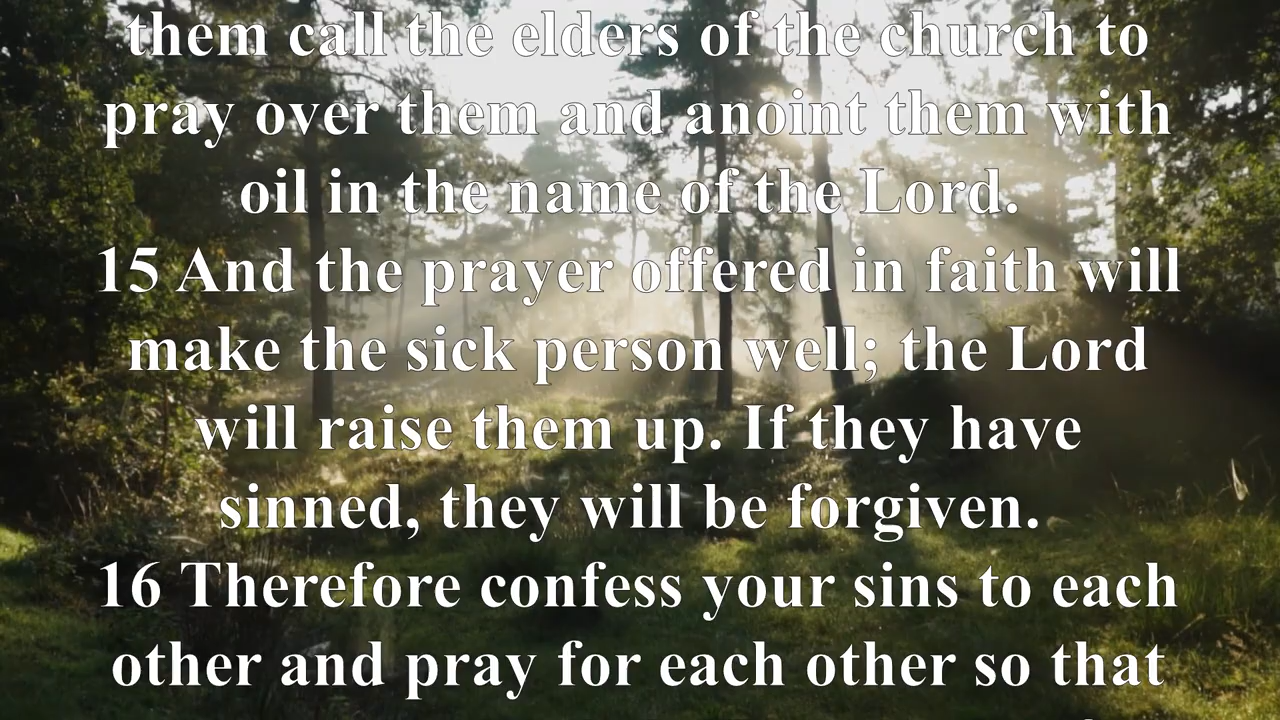 them call the elders of the church to
pray over them and anoint them with
oil in the name of the Lord.
15 And the prayer offered in faith will
make the sick person well; the Lord
will raise them up. If they have
sinned, they will be forgiven.
16 Therefore confess your sins to each
other and pray for each other so that